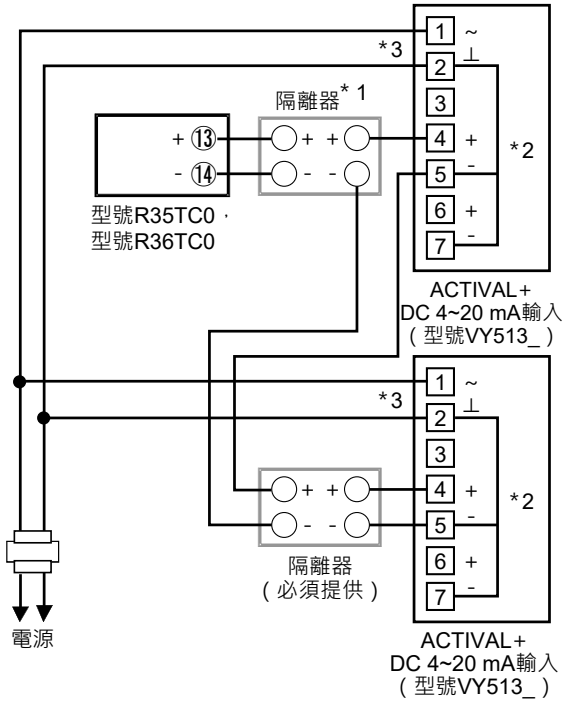 1 ~
*3 2 ⊥
3
隔離器* 1
+ ⑬ + + 4 +
*2
- ⑭ - - 5 -
6 +
7 -
型號R35TC0,
型號R36TC0
ACTIVAL+
DC 4~20 mA輸入
(型號VY513_)
1 ~
*3 2 ⊥
3
+ + 4 +
*2
- - 5 -
6 +
7 -
隔離器
(必須提供)
電源
ACTIVAL+
DC 4~20 mA輸入
(型號VY513_)